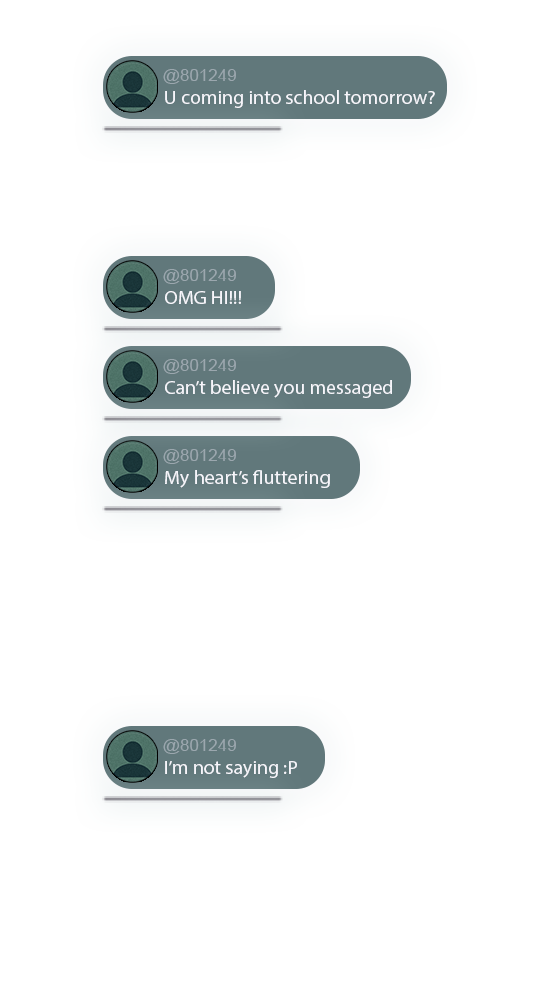 @801249
U coming into school tomorrow?
@801249
OMG HI!!!
@801249
Can't believe you messaged
@801249
My heart's fluttering
@801249
I'm not saying :P